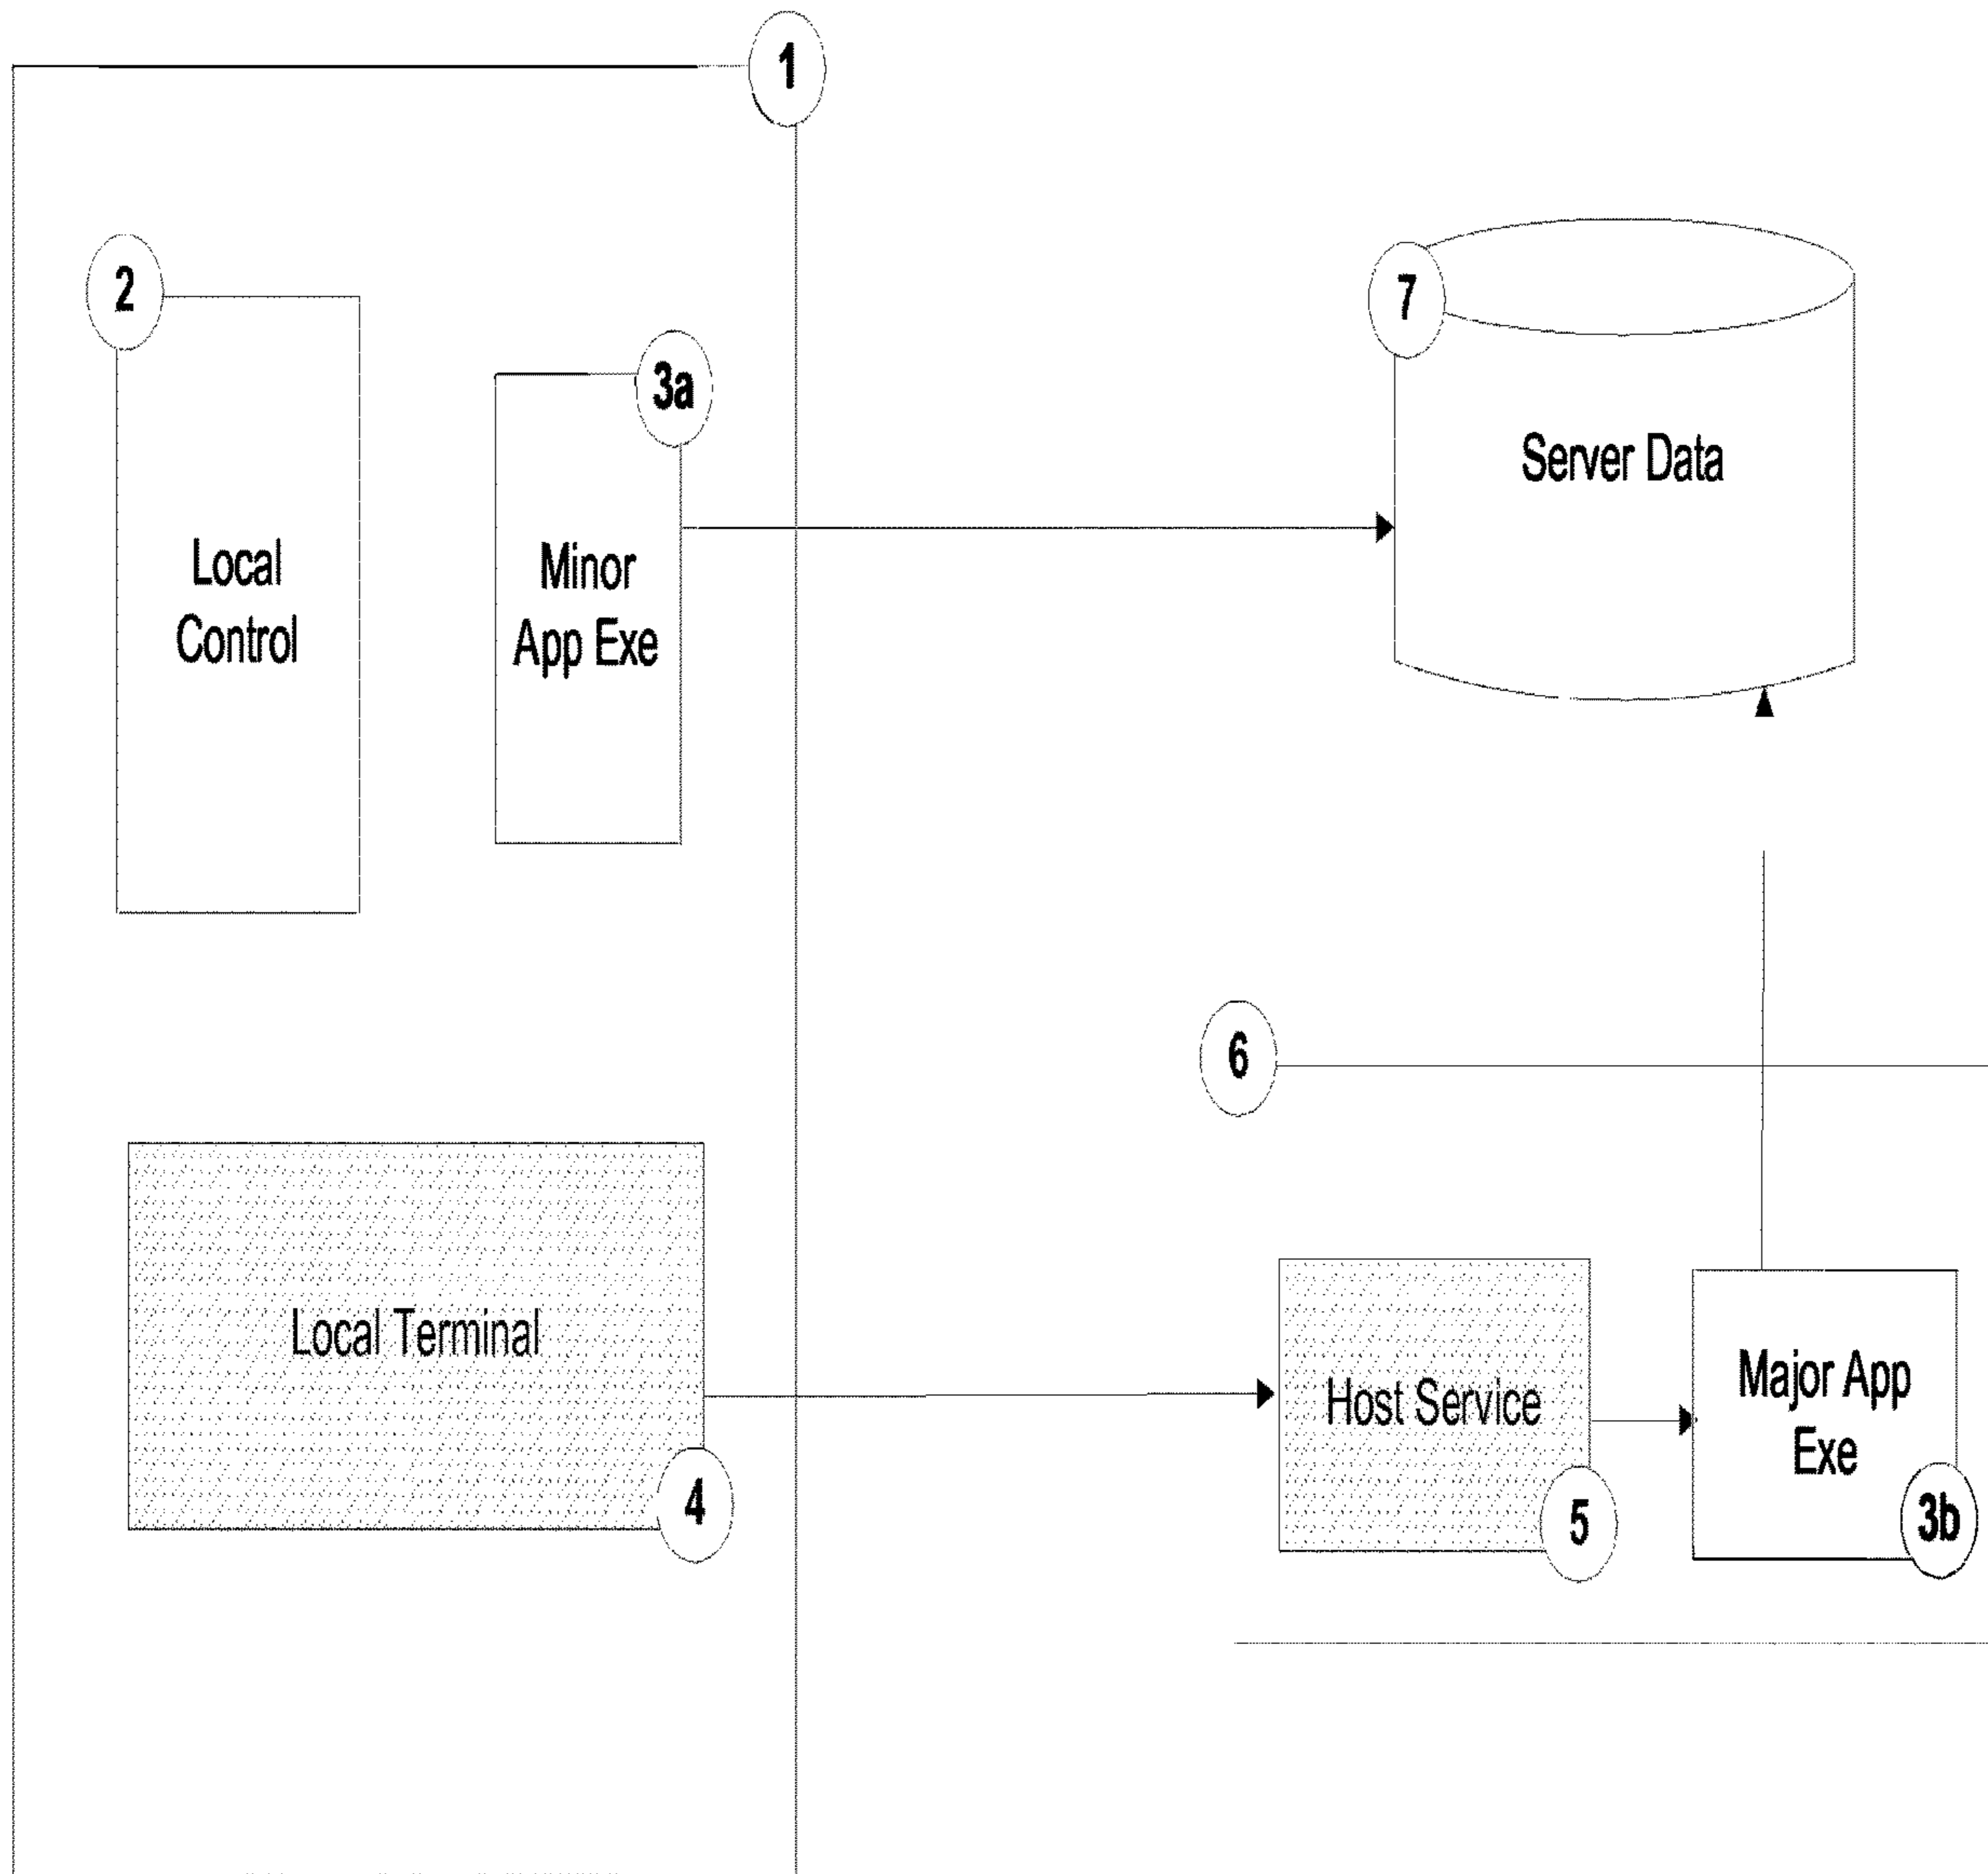 1
2
Local
Control
3a
Minor
App Exe
7
Server Data
6
Local Terminal
4
Host Service
5
Major App
Exe
3b